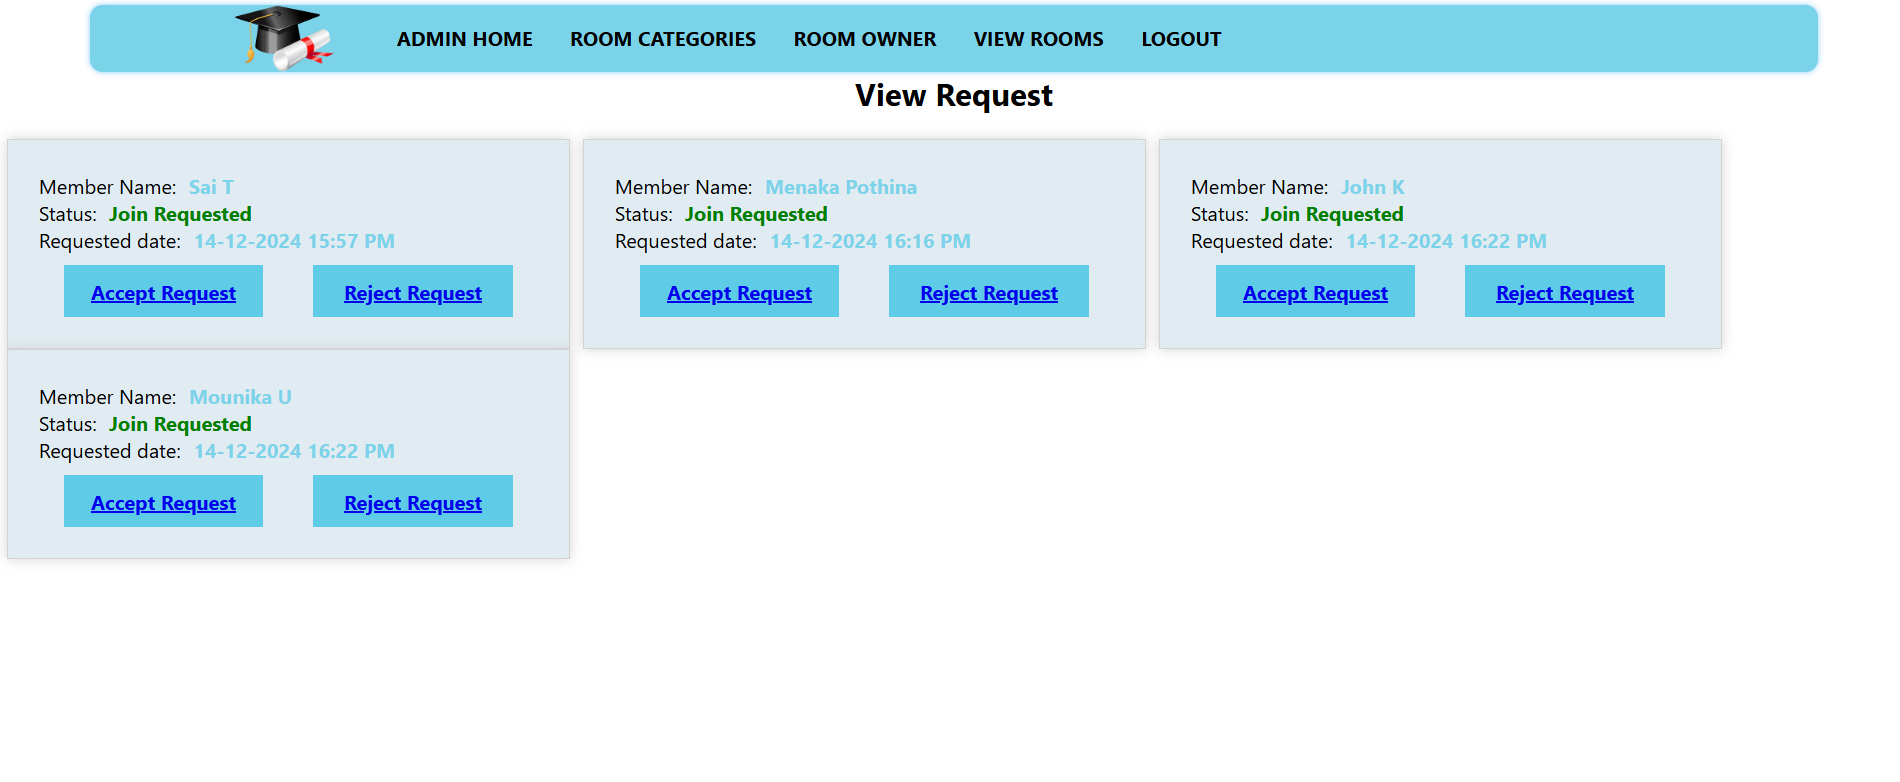 ADMIN HOME ROOM CATEGORIES ROOM OWNER VIEW ROOMS LOGOUT
View Request
Member Name: Sai T
Status: Join Requested
Requested date: 14-12-2024 15:57 PM
Accept Request Reject Request
Member Name: Menaka Pothina
Status: Join Requested
Requested date: 14-12-2024 16:16 PM
Accept Request Reject Request
Member Name: John K
Status: Join Requested
Requested date: 14-12-2024 16:22 PM
Accept Request Reject Request
Member Name: Mounika U
Status: Join Requested
Requested date: 14-12-2024 16:22 PM
Accept Request Reject Request